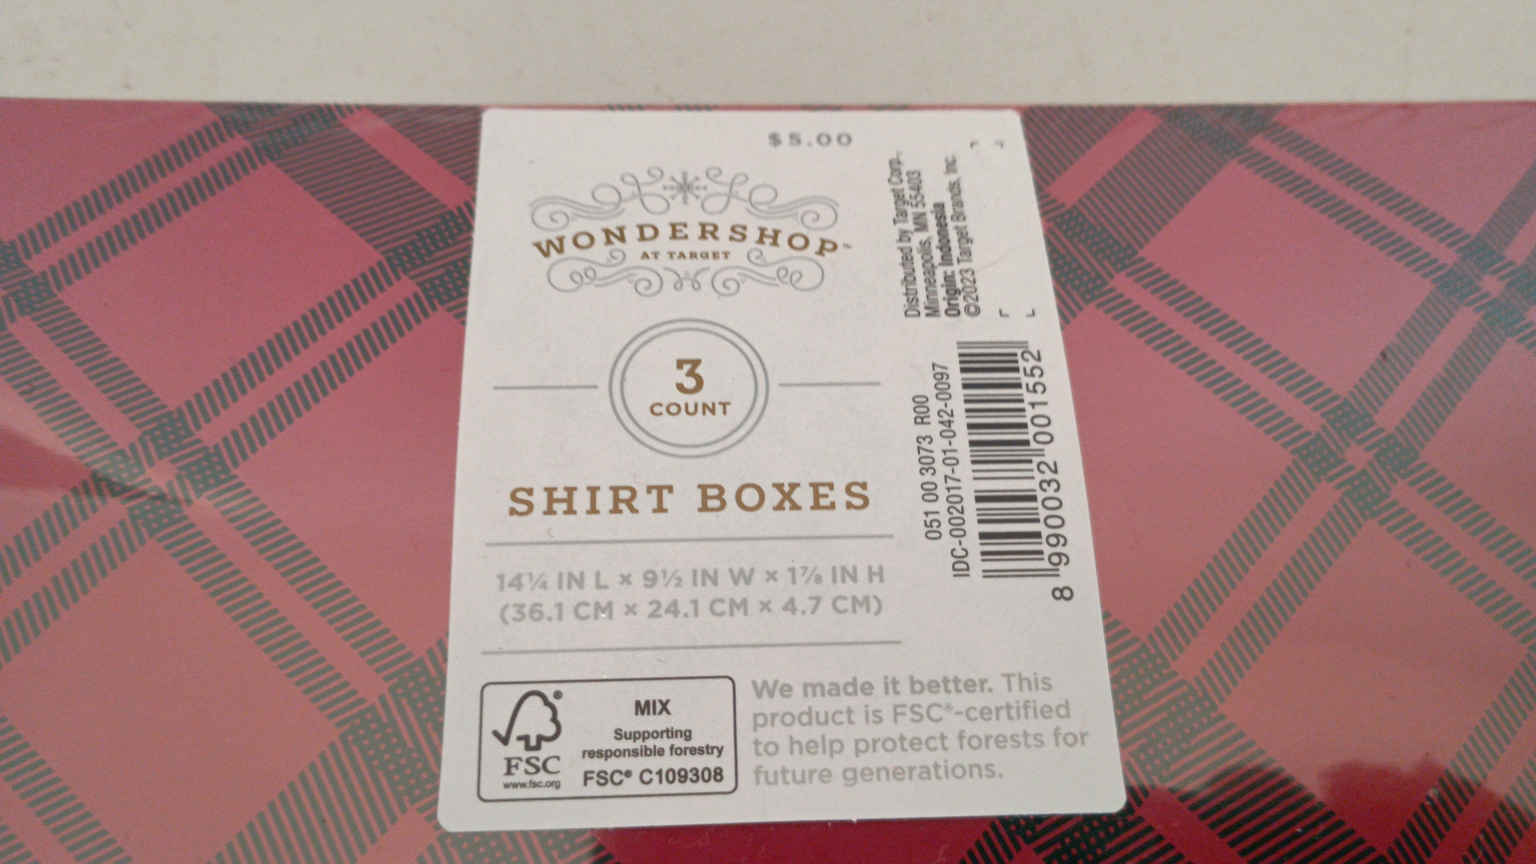 $5.00
WONDERSHOP™
AT TARGET
3
COUNT
SHIRT BOXES
14¼ IN L × 9½ IN W × 1⅞ IN H
(36.1 CM × 24.1 CM × 4.7 CM)
FSC®
www.fsc.org
MIX
Supporting
responsible forestry
FSC® C109308
We made it better. This
product is FSC®-certified
to help protect forests for
future generations.
Distributed by Target Corp.
Minneapolis, MN 55403
Origin: Indonesia
©2023 Target Brands, Inc.
051 00 3073 R00
IDC-002017-01-042-0097
8 990032 001552